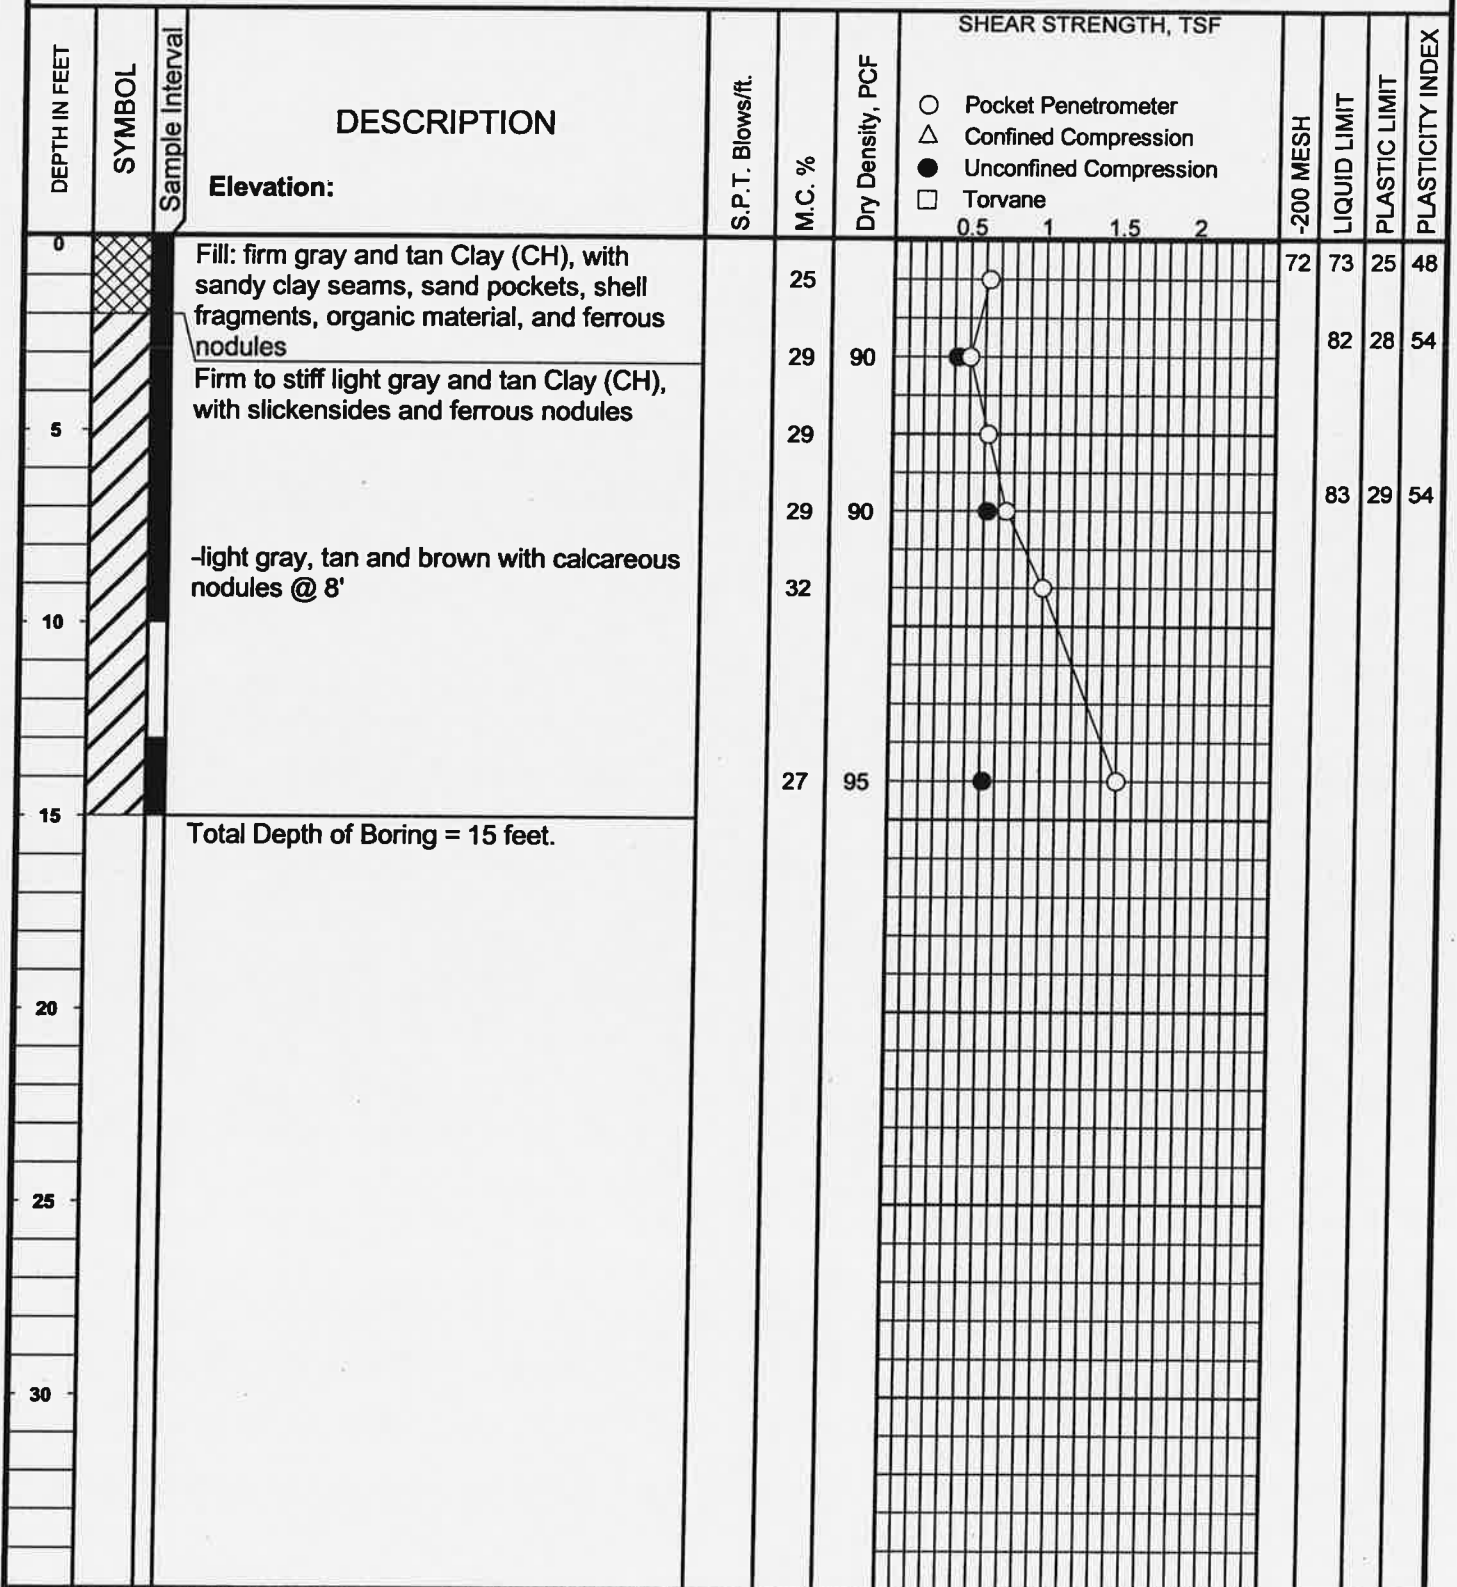 DEPTH IN FEET
SYMBOL
Sample Interval
DESCRIPTION
Elevation:
S.P.T. Blows/ft.
M.C. %
Dry Density, PCF
SHEAR STRENGTH, TSF
Pocket Penetrometer
Confined Compression
Unconfined Compression
Torvane
0.5 1 1.5 2
-200 MESH
LIQUID LIMIT
PLASTIC LIMIT
PLASTICITY INDEX
0
Fill: firm gray and tan Clay (CH), with
sandy clay seams, sand pockets, shell
fragments, organic material, and ferrous
nodules
25
72 73 25 48
29 90
82 28 54
Firm to stiff light gray and tan Clay (CH),
with slickensides and ferrous nodules
5
29
29 90
83 29 54
-light gray, tan and brown with calcareous
nodules @ 8'
32
10
27 95
15
Total Depth of Boring = 15 feet.
20
25
30